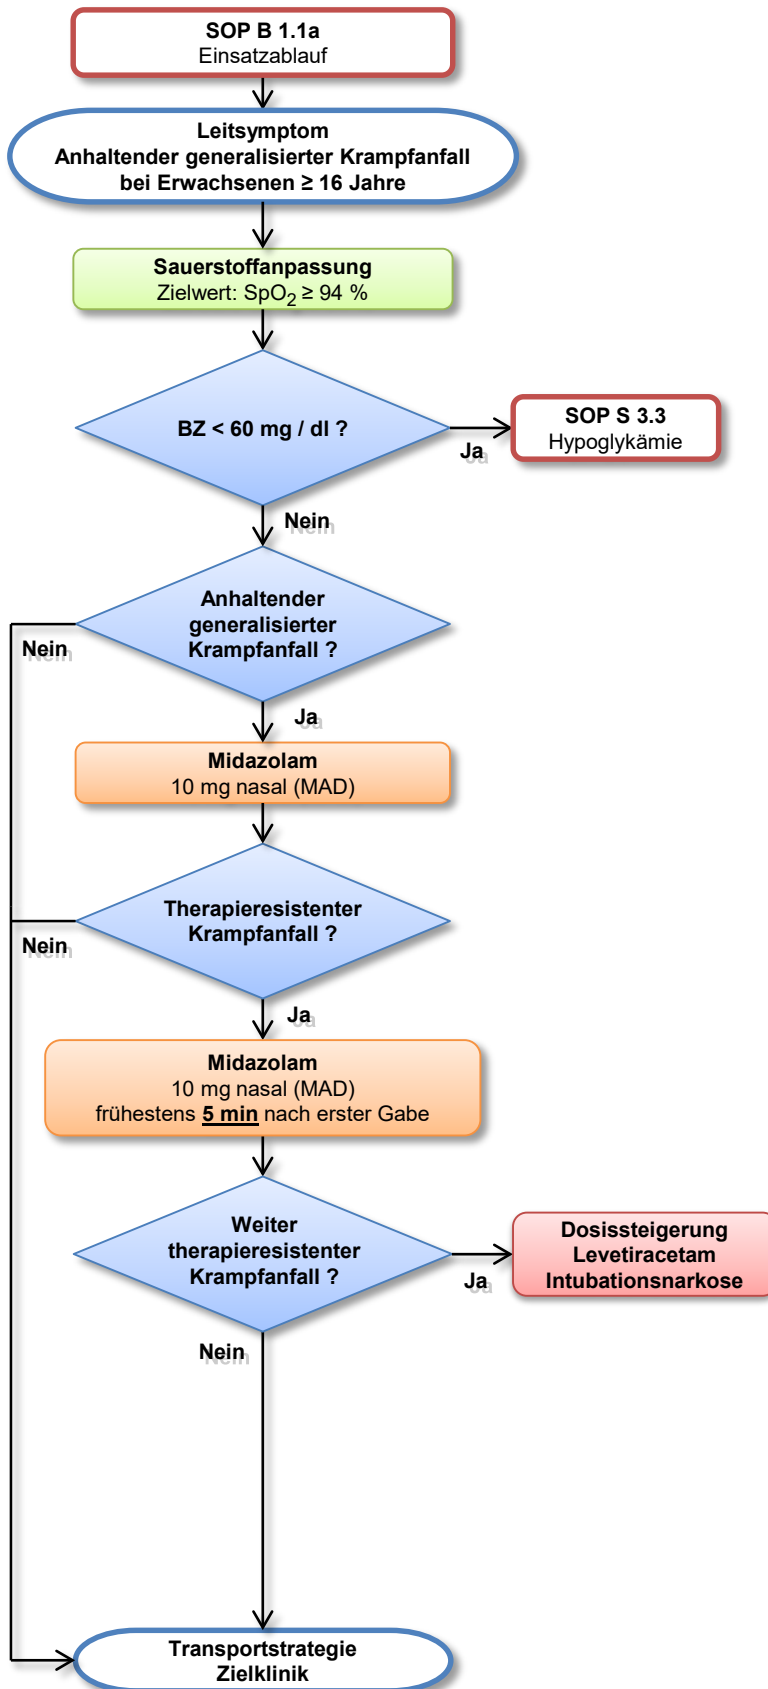 SOP B 1.1a
Einsatzablauf
Leitsymptom
Anhaltender generalisierter Krampfanfall
bei Erwachsenen ≥ 16 Jahre
Sauerstoffanpassung
Zielwert: SpO₂ ≥ 94 %
BZ < 60 mg / dl ?
Ja
SOP S 3.3
Hypoglykämie
Nein
Anhaltender
generalisierter
Krampfanfall ?
Nein
Ja
Midazolam
10 mg nasal (MAD)
Therapieresistenter
Krampfanfall ?
Nein
Ja
Midazolam
10 mg nasal (MAD)
frühestens 5 min nach erster Gabe
Weiter
therapieresistenter
Krampfanfall ?
Ja
Dosissteigerung
Levetiracetam
Intubationsnarkose
Nein
Transportstrategie
Zielklinik